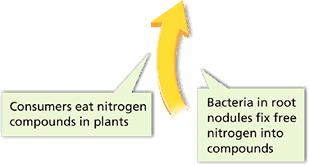 Consumers eat nitrogen
compounds in plants
Bacteria in root
nodules fix free
nitrogen into
compounds